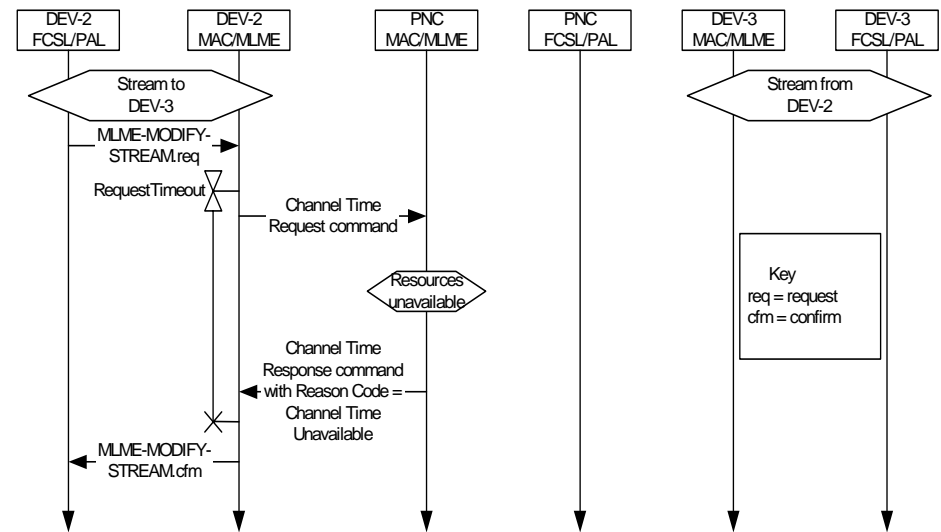 DEV-2
FCSL/PAL
DEV-2
MAC/MLME
PNC
MAC/MLME
PNC
FCSL/PAL
DEV-3
MAC/MLME
DEV-3
FCSL/PAL
Stream to
DEV-3
Stream from
DEV-2
MLME-MODIFY-
STREAM.req
RequestTimeout
Channel Time
Request command
Resources
unavailable
Key
req = request
cfm = confirm
Channel Time
Response command
with Reason Code =
Channel Time
Unavailable
MLME-MODIFY-
STREAM.cfm